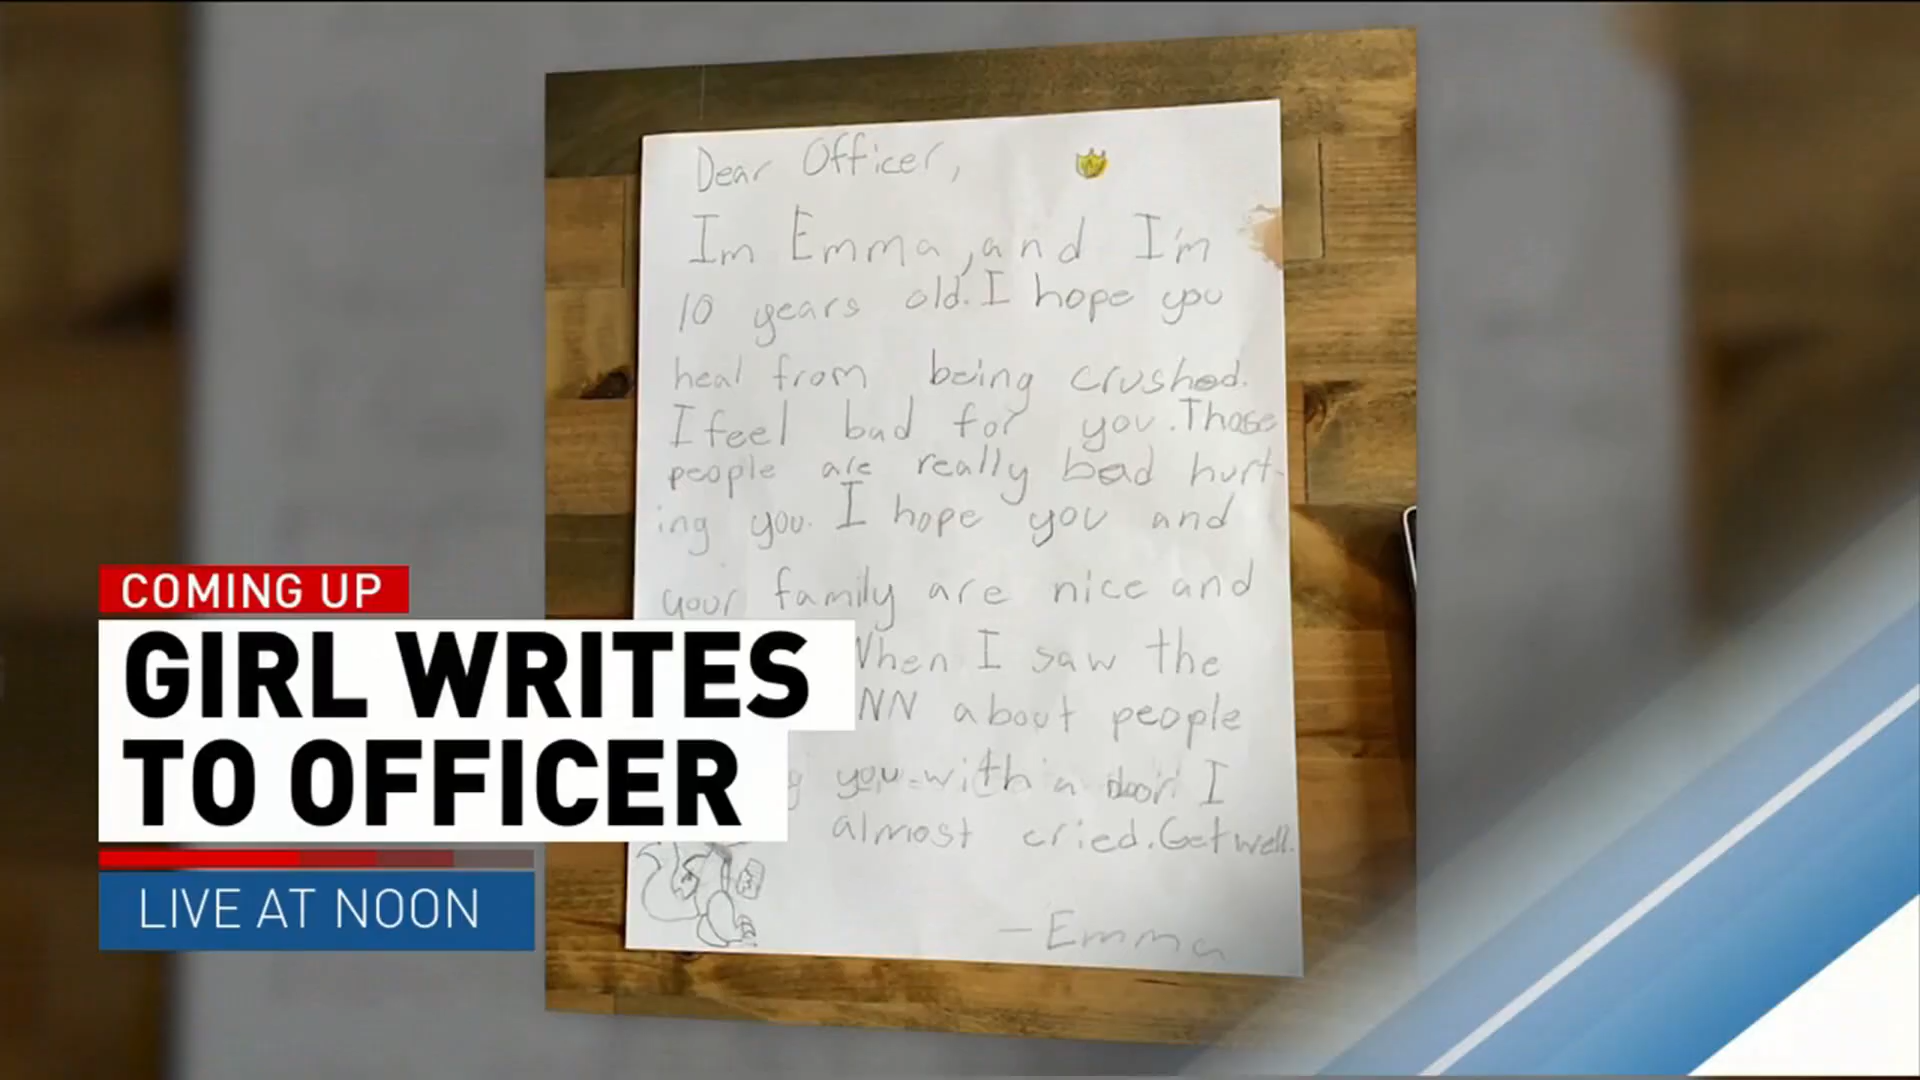 Dear Officer,
Im Emma, and I'm
10 years old. I hope you
heal from being crushed.
I feel bad for you. Those
people are really bad hurt-
ing you. I hope you and
your family are nice and
When I saw the
NN about people
you with a door. I
almost cried. Get well.
-Emma
COMING UP
GIRL WRITES
TO OFFICER
LIVE AT NOON